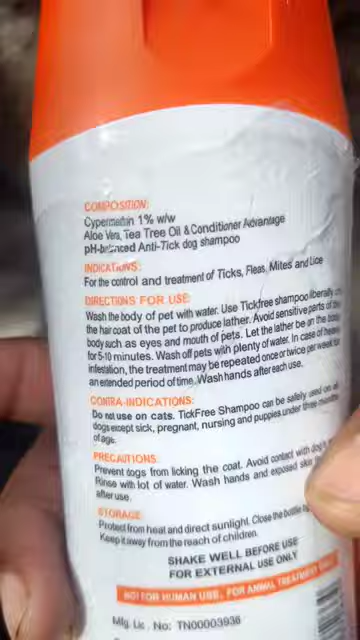 COMPOSITION:
Cypermethrin 1% w/w
Aloe Vera, Tea Tree Oil & Conditioner Advantage
pH-balanced Anti-Tick dog shampoo
INDICATIONS:
For the control and treatment of Ticks, Fleas, Mites and Lice
DIRECTIONS FOR USE:
Wash the body of pet with water. Use Tickfree shampoo liberally on
the hair coat of the pet to produce lather. Avoid sensitive parts of the
body such as eyes and mouth of pets. Let the lather be on the body
for 5-10 minutes. Wash off pets with plenty of water. In case of heavy
infestation, the treatment may be repeated once or twice per week for
an extended period of time. Wash hands after each use.
CONTRA-INDICATIONS:
Do not use on cats. TickFree Shampoo can be safely used on all
dogs except sick, pregnant, nursing and puppies under three months
of age.
PRECAUTIONS:
Prevent dogs from licking the coat. Avoid contact with dog's
Rinse with lot of water. Wash hands and exposed skin
after use.
STORAGE
Protect from heat and direct sunlight. Close the bottle
Keep it away from the reach of children.
SHAKE WELL BEFORE USE
FOR EXTERNAL USE ONLY
NOT FOR HUMAN USE, FOR ANIMAL TREATMENT ONLY
Mfg. Lic. No: TN00003936